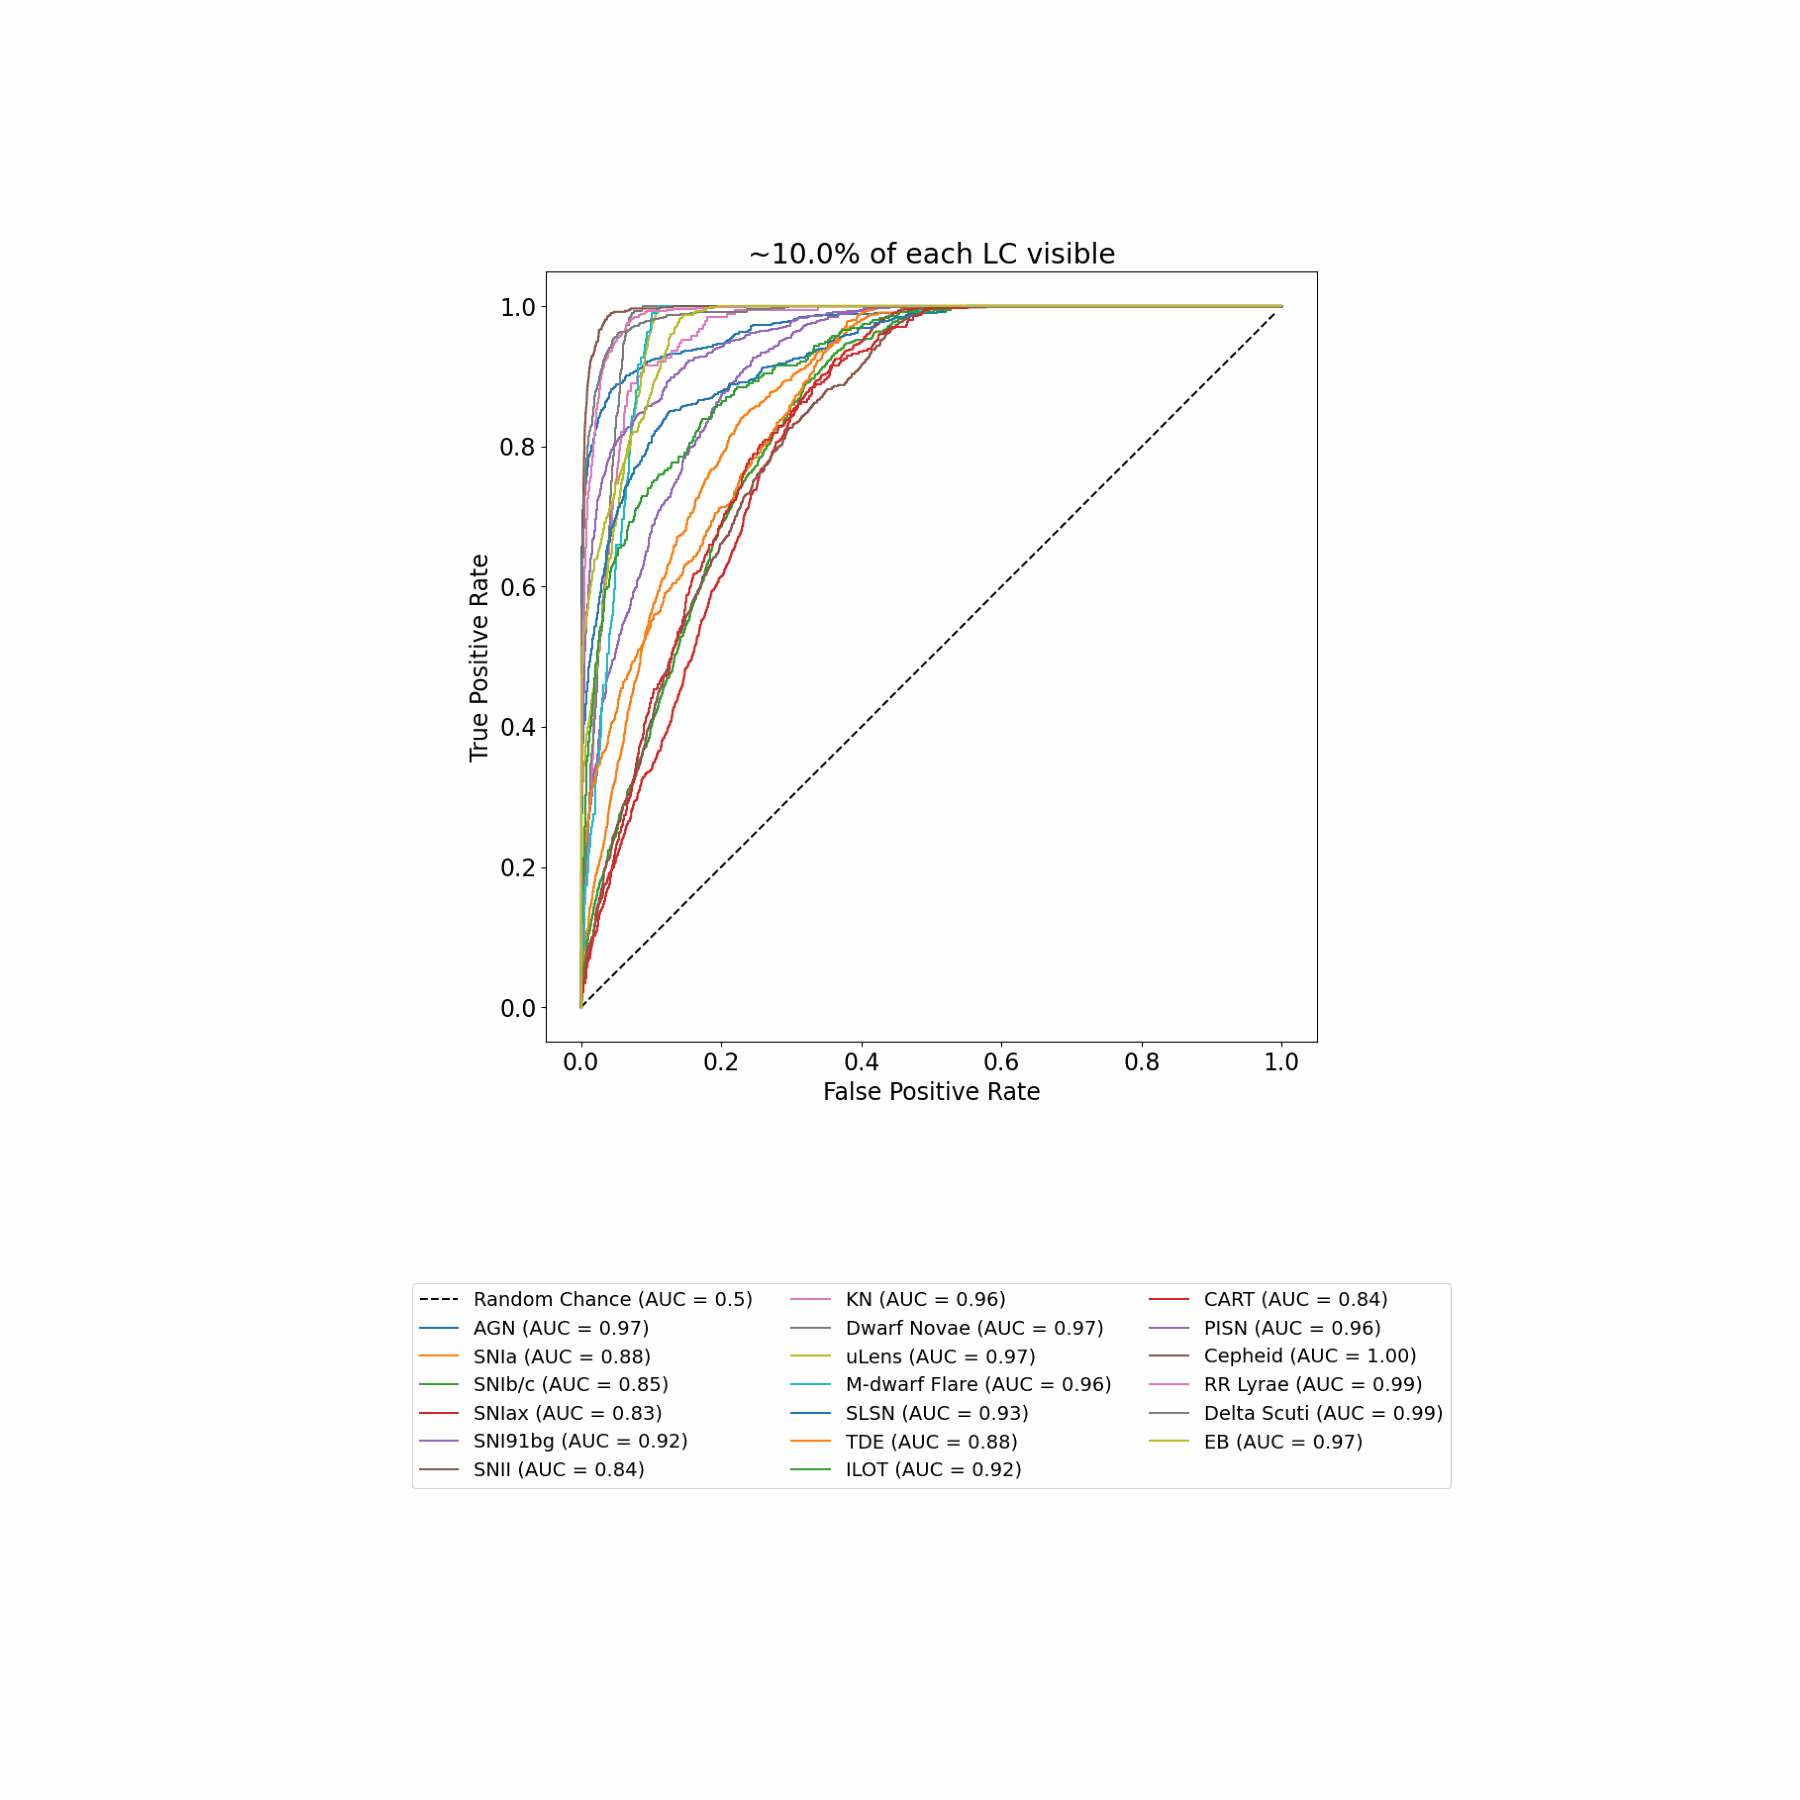 ~10.0% of each LC visible
1.0
0.8
0.6
0.4
0.2
0.0
True Positive Rate
0.0 0.2 0.4 0.6 0.8 1.0
False Positive Rate
Random Chance (AUC = 0.5)
AGN (AUC = 0.97)
SNIa (AUC = 0.88)
SNIb/c (AUC = 0.85)
SNIax (AUC = 0.83)
SNI91bg (AUC = 0.92)
SNII (AUC = 0.84)
KN (AUC = 0.96)
Dwarf Novae (AUC = 0.97)
uLens (AUC = 0.97)
M-dwarf Flare (AUC = 0.96)
SLSN (AUC = 0.93)
TDE (AUC = 0.88)
ILOT (AUC = 0.92)
CART (AUC = 0.84)
PISN (AUC = 0.96)
Cepheid (AUC = 1.00)
RR Lyrae (AUC = 0.99)
Delta Scuti (AUC = 0.99)
EB (AUC = 0.97)